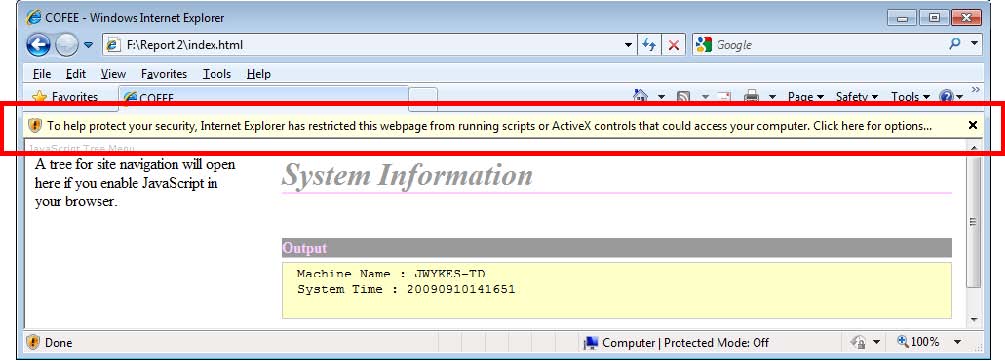 CCFEE - Windows Internet Explorer
F:\Report 2\index.html
Google
File Edit View Favorites Tools Help
Favorites COFEE Page Safety Tools
To help protect your security, Internet Explorer has restricted this webpage from running scripts or ActiveX controls that could access your computer. Click here for options...
JavaScript Tree Menu
A tree for site navigation will open
here if you enable JavaScript in
your browser.
System Information
Output
Machine Name : JWYKES-TD
System Time : 20090910141651
Done
Computer | Protected Mode: Off
100%